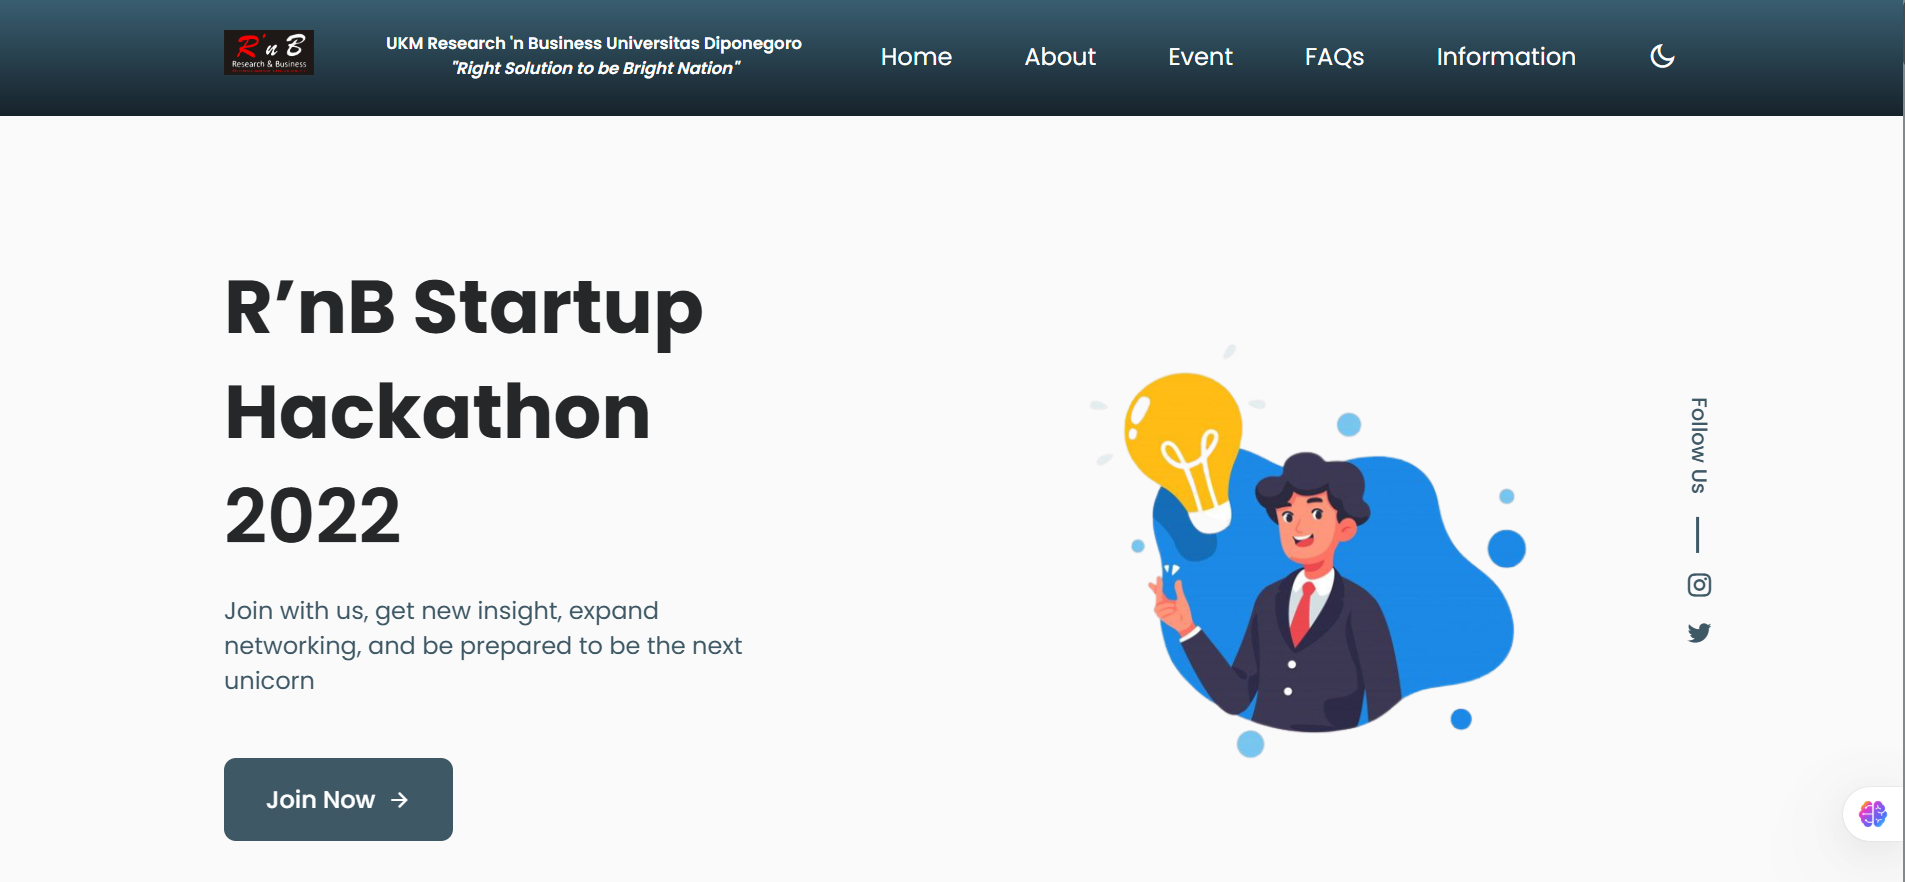 R'n B
Research & Business
UKM Research 'n Business Universitas Diponegoro
"Right Solution to be Bright Nation"
Home
About
Event
FAQs
Information
R’nB Startup
Hackathon
2022
Join with us, get new insight, expand
networking, and be prepared to be the next
unicorn
Join Now
Follow Us